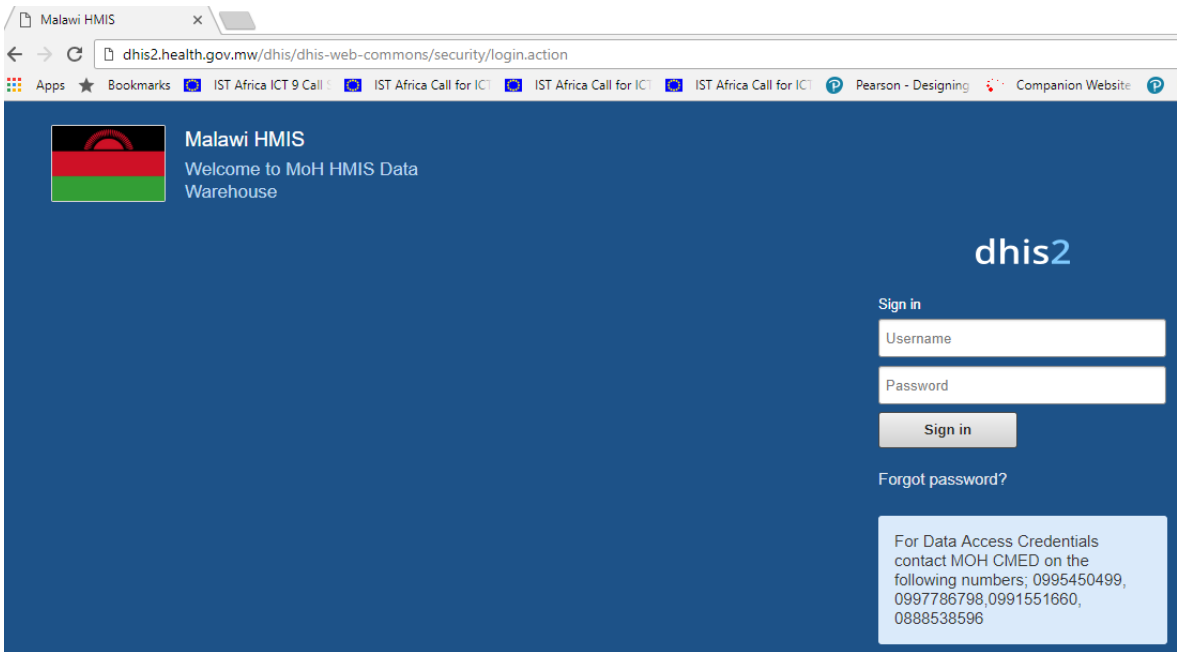 Malawi HMIS
dhis2.health.gov.mw/dhis/dhis-web-commons/security/login.action
Apps Bookmarks IST Africa ICT 9 Call IST Africa Call for ICT IST Africa Call for ICT IST Africa Call for ICT Pearson - Designing Companion Website
Malawi HMIS
Welcome to MoH HMIS Data
Warehouse
dhis2
Sign in
Username
Password
Sign in
Forgot password?
For Data Access Credentials
contact MOH CMED on the
following numbers; 0995450499,
0997786798,0991551660,
0888538596